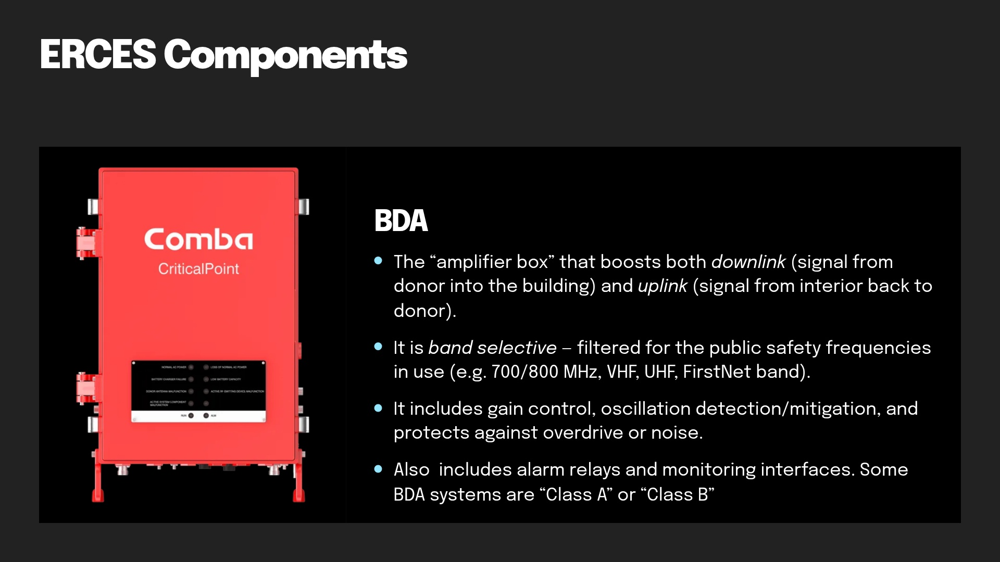 ERCES Components
Comba
CriticalPoint
NORMAL AC POWER
LOSS OF NORMAL AC POWER
BATTERY CHARGER FAILURE
LOW BATTERY CAPACITY
DONOR ANTENNA MALFUNCTION
ACTIVE RF EMITTING DEVICE MALFUNCTION
ACTIVE SYSTEM COMPONENT
MALFUNCTION
RUN
ALM
BDA
• The “amplifier box” that boosts both downlink (signal from
donor into the building) and uplink (signal from interior back to
donor).
• It is band selective – filtered for the public safety frequencies
in use (e.g. 700/800 MHz, VHF, UHF, FirstNet band).
• It includes gain control, oscillation detection/mitigation, and
protects against overdrive or noise.
• Also  includes alarm relays and monitoring interfaces. Some
BDA systems are “Class A” or “Class B”